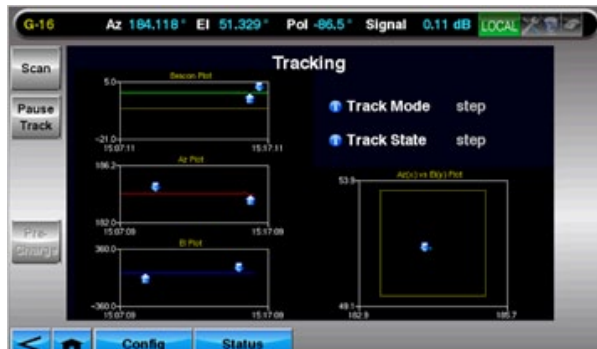 G-16 Az 184.118° El 51.329° Pol -86.5° Signal 0.11 dB LOCAL
Scan
Tracking
Beacon Plot
5.0
Pause
Track
Track Mode step
Track State step
-21.0
15:07:11 15:17:11
Az Plot
186.2
Az(x) vs El(y) Plot
53.9
182.0
15:07:09 15:17:09
El Plot
Pre-
Charge
360.0
-360.0
15:07:09 15:17:09
49.1
182.9 185.7
< Config Status